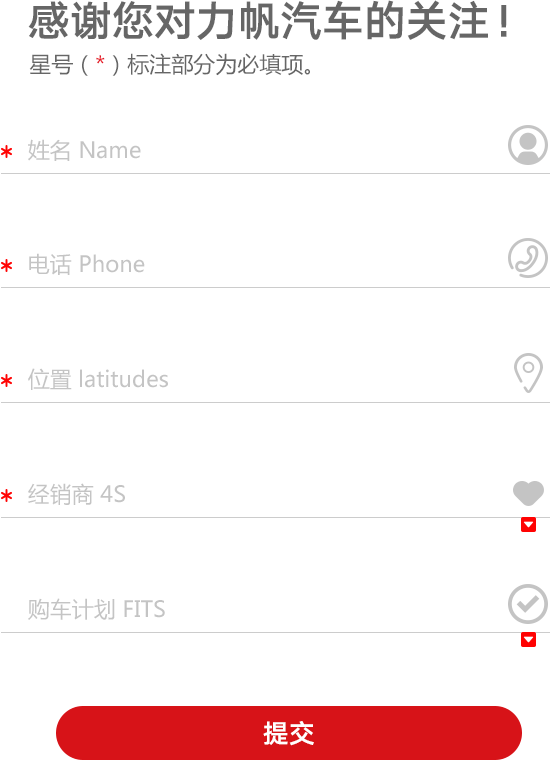 感谢您对力帆汽车的关注！
星号（*）标注部分为必填项。
* 姓名 Name
* 电话 Phone
* 位置 latitudes
* 经销商 4S
购车计划 FITS
提交